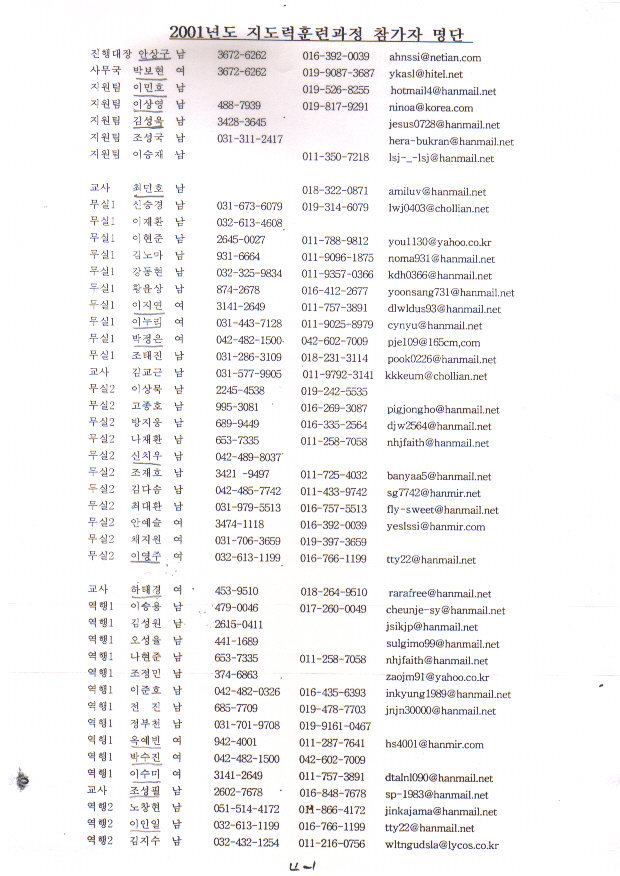 2001년도 지도력훈련과정 참가자 명단
진행대장 안상구 남 3672-6262 016-392-0039 ahnssi@netian.com
사무국 박보현 여 3672-6262 019-9087-3687 ykasl@hitel.net
지원팀 이민호 남 019-526-8255 hotmail4@hanmail.net
지원팀 이상영 남 488-7939 019-817-9291 ninoa@korea.com
지원팀 김성욱 남 3428-3645 jesus0728@hanmail.net
지원팀 조성국 남 031-311-2417 hera-bukran@hanmail.net
지원팀 이승재 남 011-350-7218 lsj-_-lsj@hanmail.net
교사 최민호 남 018-322-0871 amiluv@hanmail.net
무실1 신승경 남 031-673-6079 019-314-6079 lwj0403@chollian.net
무실1 이재환 남 032-613-4608
무실1 이현준 남 2645-0027 011-788-9812 you1130@yahoo.co.kr
무실1 김노마 남 931-6664 011-9096-1875 noma931@hanmail.net
무실1 강동현 남 032-325-9834 011-9357-0366 kdh0366@hanmail.net
무실1 황윤상 남 874-2678 016-412-2677 yoonsang731@hanmail.net
무실1 이지연 여 3141-2649 011-757-3891 dlwldus93@hanmail.net
무실1 이누리 여 031-443-7128 011-9025-8979 cynyu@hanmail.net
무실1 박정은 여 042-482-1500 042-602-7009 pje109@165cm,com
무실1 조태진 남 031-286-3109 018-231-3114 pook0226@hanmail.net
교사 김교근 남 031-577-9905 011-9792-3141 kkkeum@chollian.net
무실2 이상묵 남 2245-4538 019-242-5535
무실2 고종호 남 995-3081 016-269-3087 pigjongho@hanmail.net
무실2 방지웅 남 689-9449 016-335-2564 djw2564@hanmail.net
무실2 나재환 남 653-7335 011-258-7058 nhjfaith@hanmail.net
무실2 신치우 남 042-489-8037
무실2 조재호 남 3421 -9497 011-725-4032 banyaa5@hanmail.net
무실2 김다솜 남 042-485-7742 011-433-9742 sg7742@hanmir.net
무실2 최대환 남 031-979-5513 016-757-5513 fly-sweet@hanmail.net
무실2 안예슬 여 3474-1118 016-392-0039 yeslssi@hanmir.com
무실2 채지원 여 031-706-3659 019-397-3659
무실2 이영주 여 032-613-1199 016-766-1199 tty22@hanmail.net
교사 하태경 여 453-9510 018-264-9510 rarafree@hanmail.net
역행1 이승용 남 479-0046 017-260-0049 cheunje-sy@hanmail.net
역행1 김성원 남 2615-0411 jsikjp@hanmail.net
역행1 오성율 남 441-1689 sulgimo99@hanmail.net
역행1 나현준 남 653-7335 011-258-7058 nhjfaith@hanmail.net
역행1 조정민 남 374-6863 zaojm91@yahoo.co.kr
역행1 이준호 남 042-482-0326 016-435-6393 inkyung1989@hanmail.net
역행1 전 진 남 685-7709 019-478-7703 jnjn30000@hanmail.net
역행1 정부천 남 031-701-9708 019-9161-0467
역행1 옥예빈 여 942-4001 011-287-7641 hs4001@hanmir.com
역행1 박수진 여 042-482-1500 042-602-7009
역행1 이수미 여 3141-2649 011-757-3891 dtalnl090@hanmail.net
교사 조성필 남 2602-7678 016-848-7678 sp-1983@hanmail.net
역행2 노창현 남 051-514-4172 011-866-4172 jinkajama@hanmail.net
역행2 이인일 남 032-613-1199 016-766-1199 tty22@hanmail.net
역행2 김지수 남 032-432-1254 011-216-0756 wltngudsla@lycos.co.kr